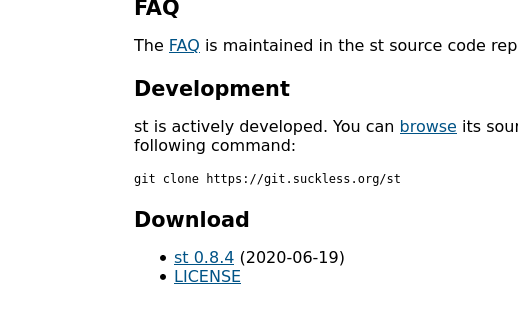 FAQ
The FAQ is maintained in the st source code rep
Development
st is actively developed. You can browse its sour
following command:
git clone https://git.suckless.org/st
Download
st 0.8.4 (2020-06-19)
LICENSE